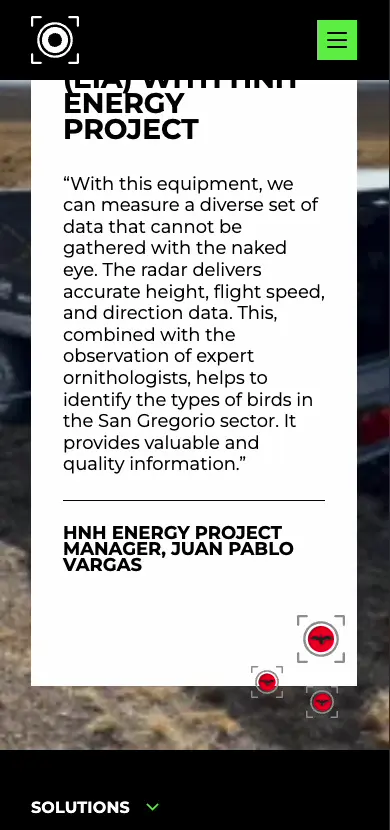 (EIA) WITH HNH
ENERGY
PROJECT
“With this equipment, we
can measure a diverse set of
data that cannot be
gathered with the naked
eye. The radar delivers
accurate height, flight speed,
and direction data. This,
combined with the
observation of expert
ornithologists, helps to
identify the types of birds in
the San Gregorio sector. It
provides valuable and
quality information.”
HNH ENERGY PROJECT
MANAGER, JUAN PABLO
VARGAS
SOLUTIONS